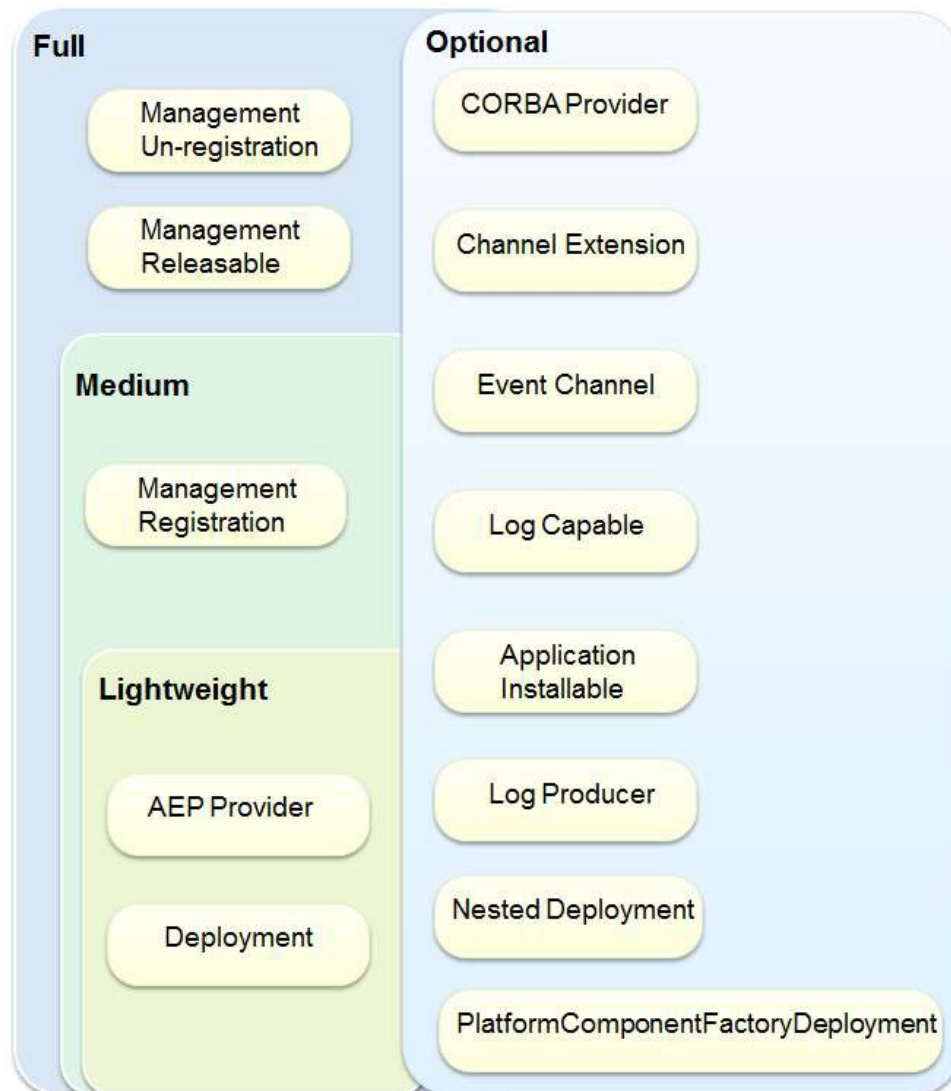 Full
Management
Un-registration
Management
Releasable
Medium
Management
Registration
Lightweight
AEP Provider
Deployment
Optional
CORBA Provider
Channel Extension
Event Channel
Log Capable
Application
Installable
Log Producer
Nested Deployment
PlatformComponentFactoryDeployment